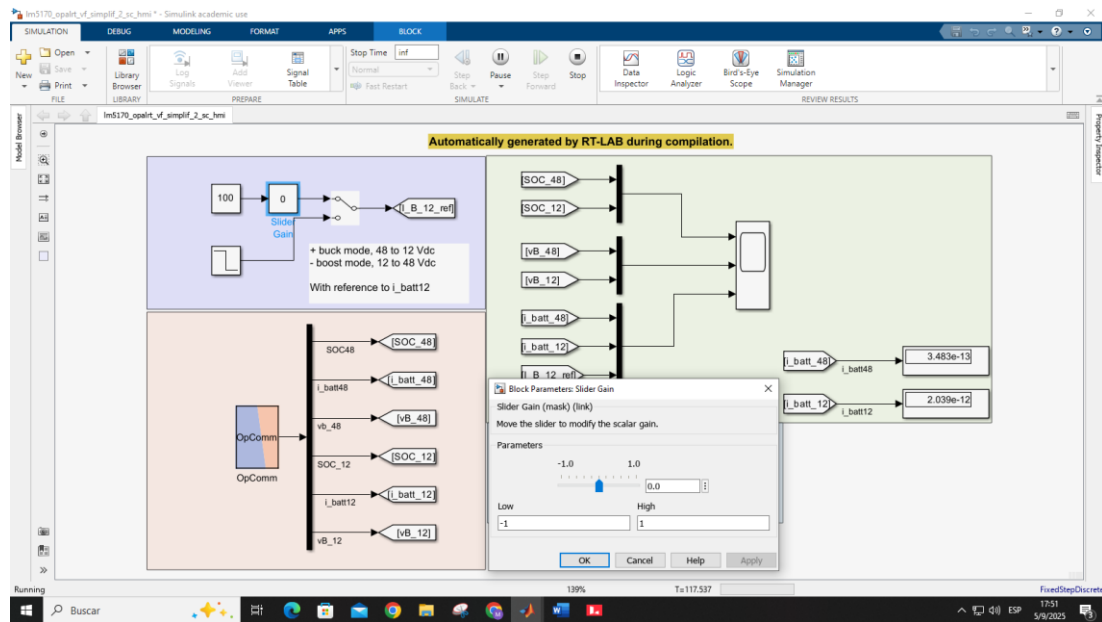 lm5170_opalrt_vf_simplif_2_sc_hmi * - Simulink academic use
SIMULATION DEBUG MODELING FORMAT APPS BLOCK
New
Open
Save
Print
FILE
Library
Browser
LIBRARY
Log
Signals
Add
Viewer
Signal
Table
PREPARE
Stop Time inf
Normal
Fast Restart
Step
Back
Pause
Step
Forward
Stop
SIMULATE
Data
Inspector
Logic
Analyzer
Bird's-Eye
Scope
Simulation
Manager
REVIEW RESULTS
lm5170_opalrt_vf_simplif_2_sc_hmi
Model Browser
Property Inspector
Automatically generated by RT-LAB during compilation.
100
0
Slider
Gain
[I_B_12_ref]
+ buck mode, 48 to 12 Vdc
- boost mode, 12 to 48 Vdc
With reference to i_batt12
[SOC_48]
[SOC_12]
[vB_48]
[vB_12]
[i_batt_48]
[i_batt_12]
[I_B_12_ref]
[i_batt_48]
i_batt48
3.483e-13
[i_batt_12]
i_batt12
2.039e-12
OpComm
OpComm
SOC48
[SOC_48]
i_batt48
[i_batt_48]
vb_48
[vB_48]
SOC_12
[SOC_12]
i_batt12
[i_batt_12]
vB_12
[vB_12]
Block Parameters: Slider Gain
Slider Gain (mask) (link)
Move the slider to modify the scalar gain.
Parameters
-1.0 1.0
0.0
Low High
-1 1
OK Cancel Help Apply
Running 139% T=117.537 FixedStepDiscrete
Buscar
ESP
17:51
5/9/2025